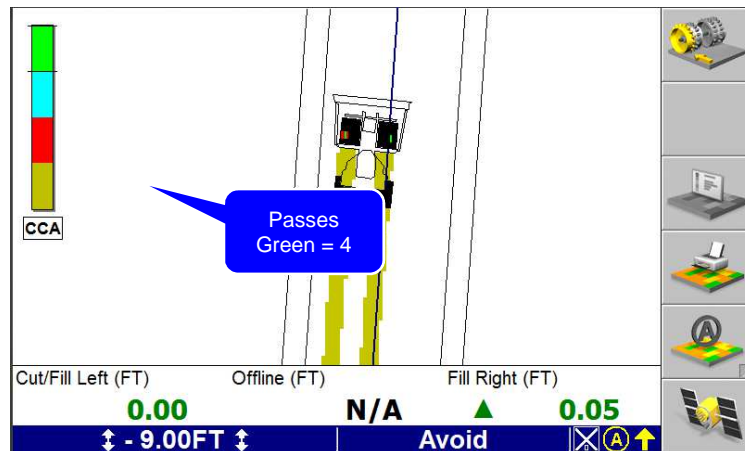 CCA
Passes
Green = 4
Cut/Fill Left (FT) Offline (FT) Fill Right (FT)
0.00 N/A 0.05
- 9.00FT Avoid A
A